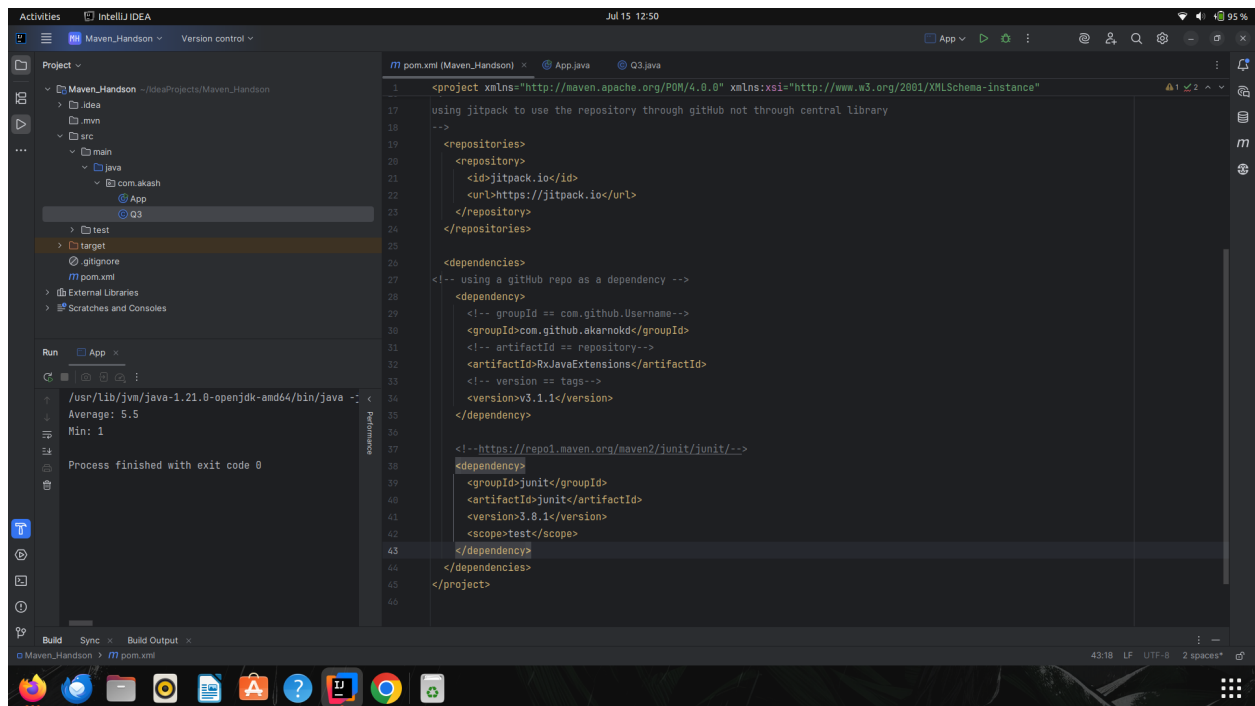 Activities IntelliJ IDEA Jul 15 12:50 95 %
MH Maven_Handson Version control App
Project
pom.xml (Maven_Handson) App.java Q3.java
Maven_Handson ~/IdeaProjects/Maven_Handson
.idea
.mvn
src
main
java
com.akash
App
Q3
test
target
.gitignore
pom.xml
External Libraries
Scratches and Consoles
1 <project xmlns="http://maven.apache.org/POM/4.0.0" xmlns:xsi="http://www.w3.org/2001/XMLSchema-instance" 1 2
17 using jitpack to use the repository through gitHub not through central library
18 -->
19 <repositories>
20 <repository>
21 <id>jitpack.io</id>
22 <url>https://jitpack.io</url>
23 </repository>
24 </repositories>
25
26 <dependencies>
27 <!-- using a gitHub repo as a dependency -->
28 <dependency>
29 <!-- groupId == com.github.Username-->
30 <groupId>com.github.akarnokd</groupId>
31 <!-- artifactId == repository-->
32 <artifactId>RxJavaExtensions</artifactId>
33 <!-- version == tags-->
34 <version>v3.1.1</version>
35 </dependency>
36
37 <!--https://repo1.maven.org/maven2/junit/junit/-->
38 <dependency>
39 <groupId>junit</groupId>
40 <artifactId>junit</artifactId>
41 <version>3.8.1</version>
42 <scope>test</scope>
43 </dependency>
44 </dependencies>
45 </project>
46
Run App
/usr/lib/jvm/java-1.21.0-openjdk-amd64/bin/java -j
Average: 5.5
Min: 1
Process finished with exit code 0
Performance
Build Sync Build Output
Maven_Handson > pom.xml 43:18 LF UTF-8 2 spaces*